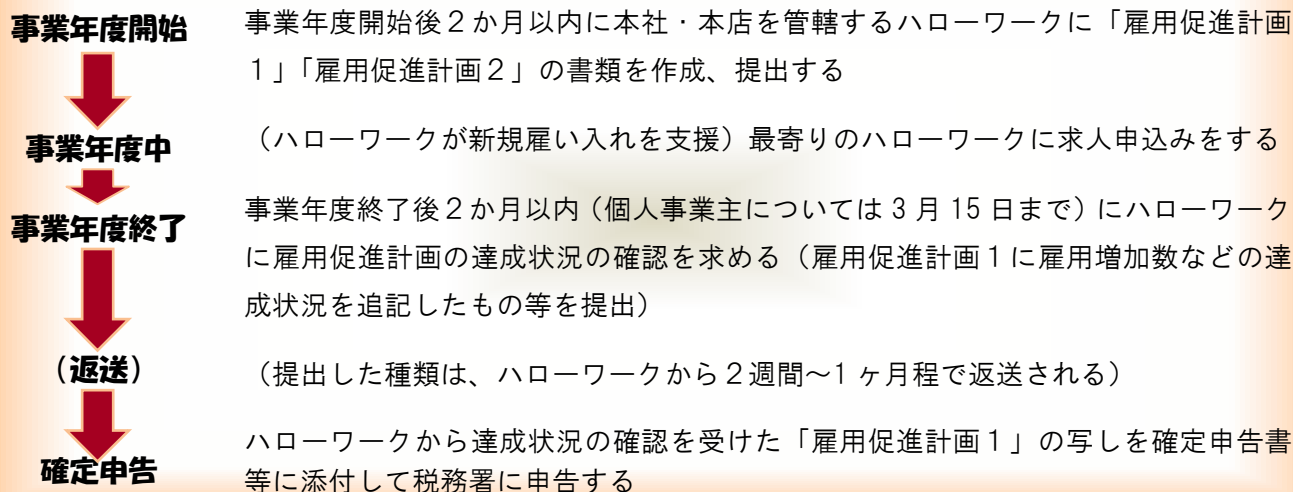 事業年度開始
事業年度開始後２か月以内に本社・本店を管轄するハローワークに「雇用促進計画
１」「雇用促進計画２」の書類を作成、提出する
事業年度中
（ハローワークが新規雇い入れを支援）最寄りのハローワークに求人申込みをする
事業年度終了
事業年度終了後２か月以内（個人事業主については 3 月 15 日まで）にハローワーク
に雇用促進計画の達成状況の確認を求める（雇用促進計画１に雇用増加数などの達
成状況を追記したもの等を提出）
（返送）
（提出した種類は、ハローワークから２週間～1 ヶ月程で返送される）
確定申告
ハローワークから達成状況の確認を受けた「雇用促進計画１」の写しを確定申告書
等に添付して税務署に申告する